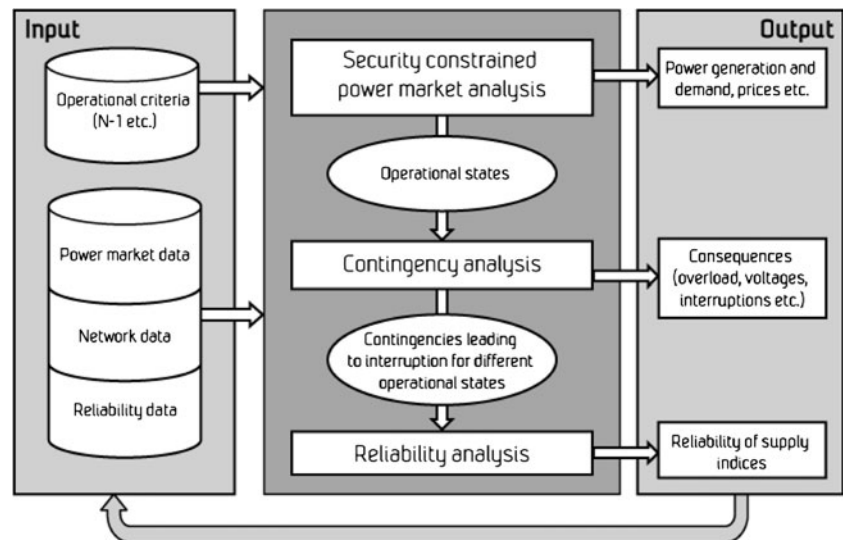 Input
Operational criteria
(N-1 etc.)
Power market data
Network data
Reliability data
Security constrained
power market analysis
Operational states
Contingency analysis
Contingencies leading
to interruption for different
operational states
Reliability analysis
Output
Power generation and
demand, prices etc.
Consequences
(overload, voltages,
interruptions etc.)
Reliability of supply
indices